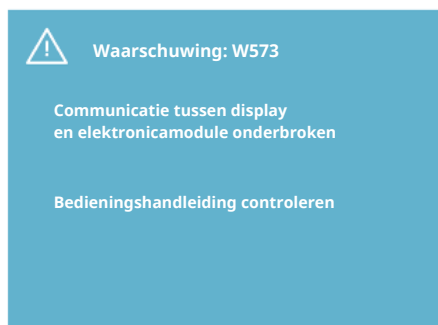 Waarschuwing: W573
Communicatie tussen display
en elektronicamodule onderbroken
Bedieningshandleiding controleren